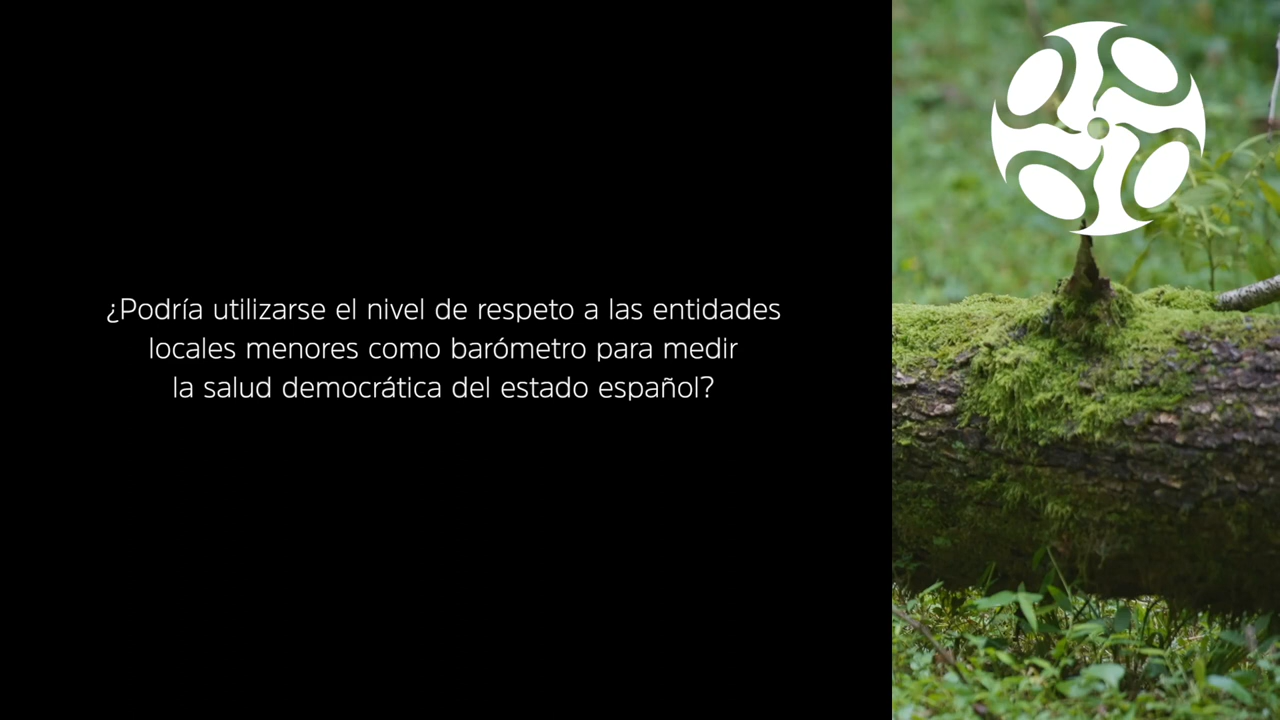 ¿Podría utilizarse el nivel de respeto a las entidades
locales menores como barómetro para medir
la salud democrática del estado español?